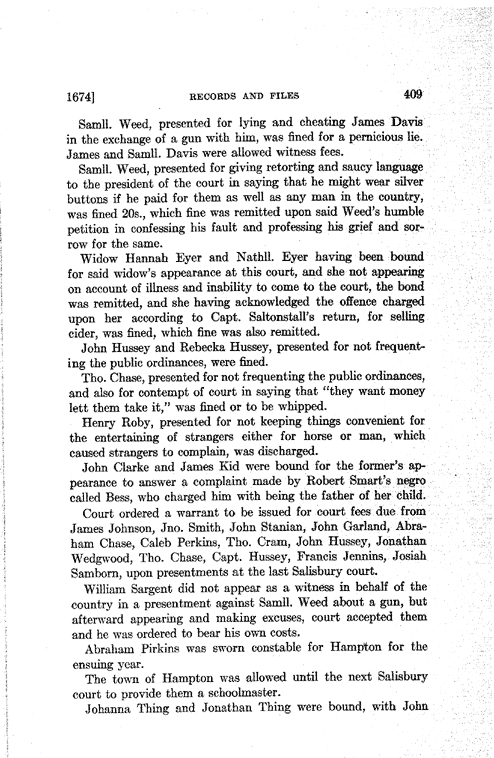 1674] RECORDS AND FILES 409
Samll. Weed, presented for lying and cheating James Davis
in the exchange of a gun with him, was fined for a pernicious lie.
James and Samll. Davis were allowed witness fees.
Samll. Weed, presented for giving retorting and saucy language
to the president of the court in saying that he might wear silver
buttons if he paid for them as well as any man in the country,
was fined 20s., which fine was remitted upon said Weed's humble
petition in confessing his fault and professing his grief and sor-
row for the same.
Widow Hannah Eyer and Nathll. Eyer having been bound
for said widow's appearance at this court, and she not appearing
on account of illness and inability to come to the court, the bond
was remitted, and she having acknowledged the offence charged
upon her according to Capt. Saltonstall's return, for selling
cider, was fined, which fine was also remitted.
John Hussey and Rebecka Hussey, presented for not frequent-
ing the public ordinances, were fined.
Tho. Chase, presented for not frequenting the public ordinances,
and also for contempt of court in saying that "they want money
lett them take it," was fined or to be whipped.
Henry Roby, presented for not keeping things convenient for
the entertaining of strangers either for horse or man, which
caused strangers to complain, was discharged.
John Clarke and James Kid were bound for the former's ap-
pearance to answer a complaint made by Robert Smart's negro
called Bess, who charged him with being the father of her child.
Court ordered a warrant to be issued for court fees due from
James Johnson, Jno. Smith, John Stanian, John Garland, Abra-
ham Chase, Caleb Perkins, Tho. Cram, John Hussey, Jonathan
Wedgwood, Tho. Chase, Capt. Hussey, Francis Jennins, Josiah
Samborn, upon presentments at the last Salisbury court.
William Sargent did not appear as a witness in behalf of the
country in a presentment against Samll. Weed about a gun, but
afterward appearing and making excuses, court accepted them
and he was ordered to bear his own costs.
Abraham Pirkins was sworn constable for Hampton for the
ensuing year.
The town of Hampton was allowed until the next Salisbury
court to provide them a schoolmaster.
Johanna Thing and Jonathan Thing were bound, with John